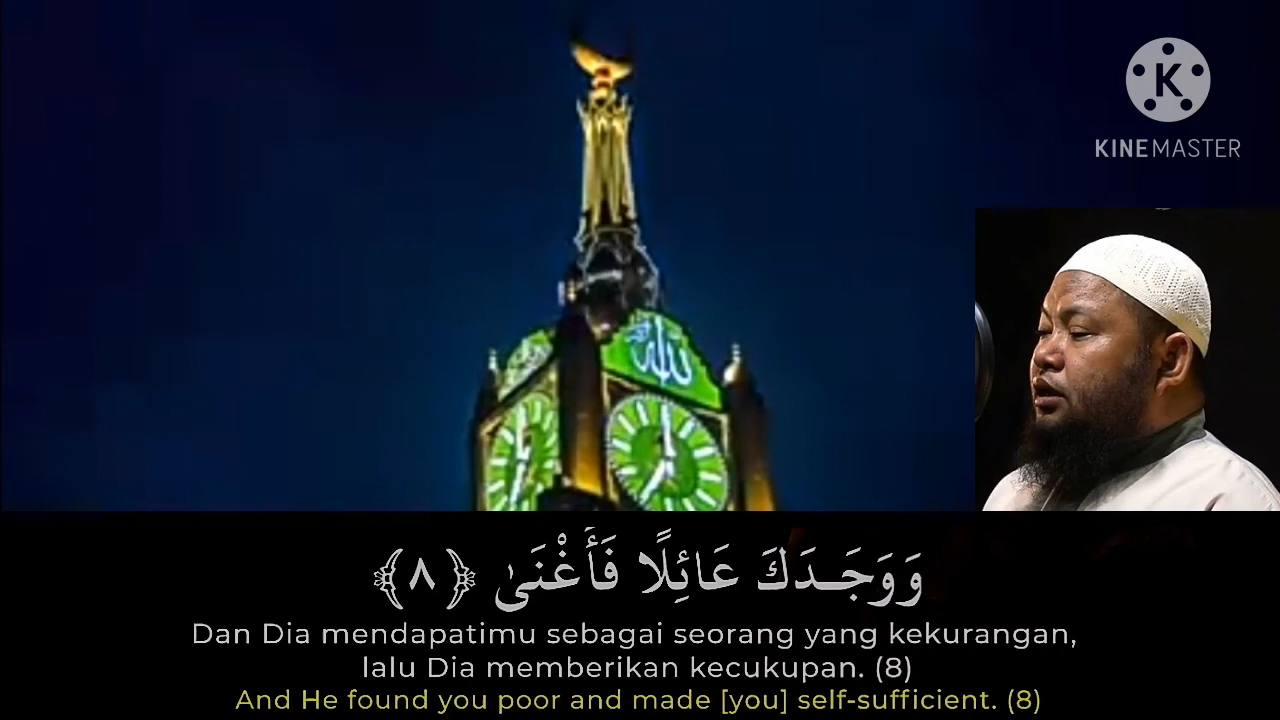 K
KINEMASTER
الله
وَوَجَدَكَ عَائِلًا فَأَغْنَىٰ ﴿٨﴾
Dan Dia mendapatimu sebagai seorang yang kekurangan,
lalu Dia memberikan kecukupan. (8)
And He found you poor and made [you] self-sufficient. (8)